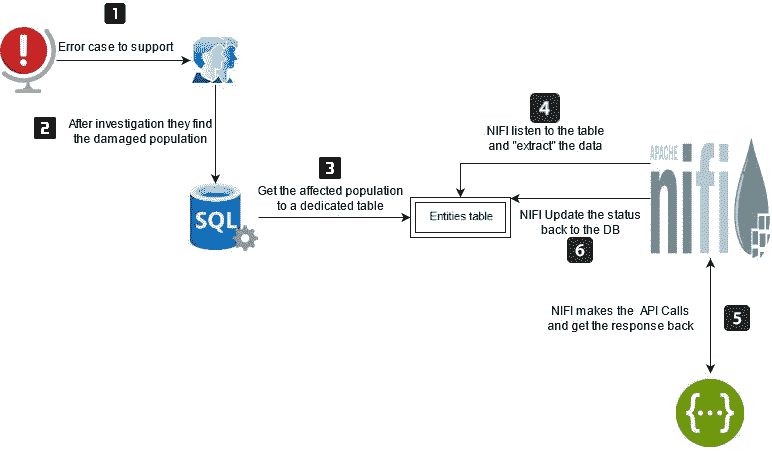 1
Error case to support
2
After investigation they find
the damaged population
3
Get the affected population
to a dedicated table
SQL
Entities table
4
NIFI listen to the table
and "extract" the data
APACHE
nifi
NIFI Update the status
back to the DB
6
NIFI makes the API Calls
and get the response back
5
{...}